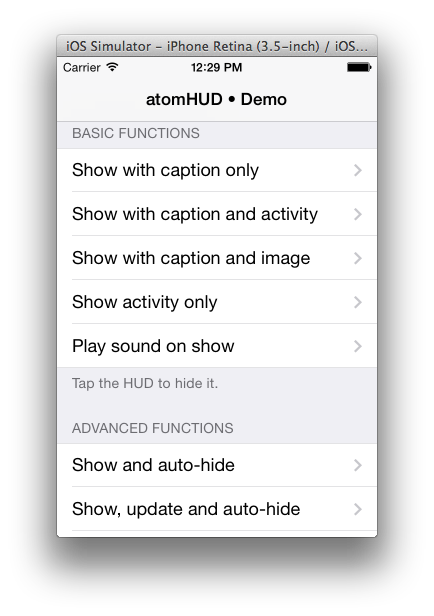 iOS Simulator - iPhone Retina (3.5-inch) / iOS...
Carrier 12:29 PM
atomHUD • Demo
BASIC FUNCTIONS
Show with caption only
Show with caption and activity
Show with caption and image
Show activity only
Play sound on show
Tap the HUD to hide it.
ADVANCED FUNCTIONS
Show and auto-hide
Show, update and auto-hide